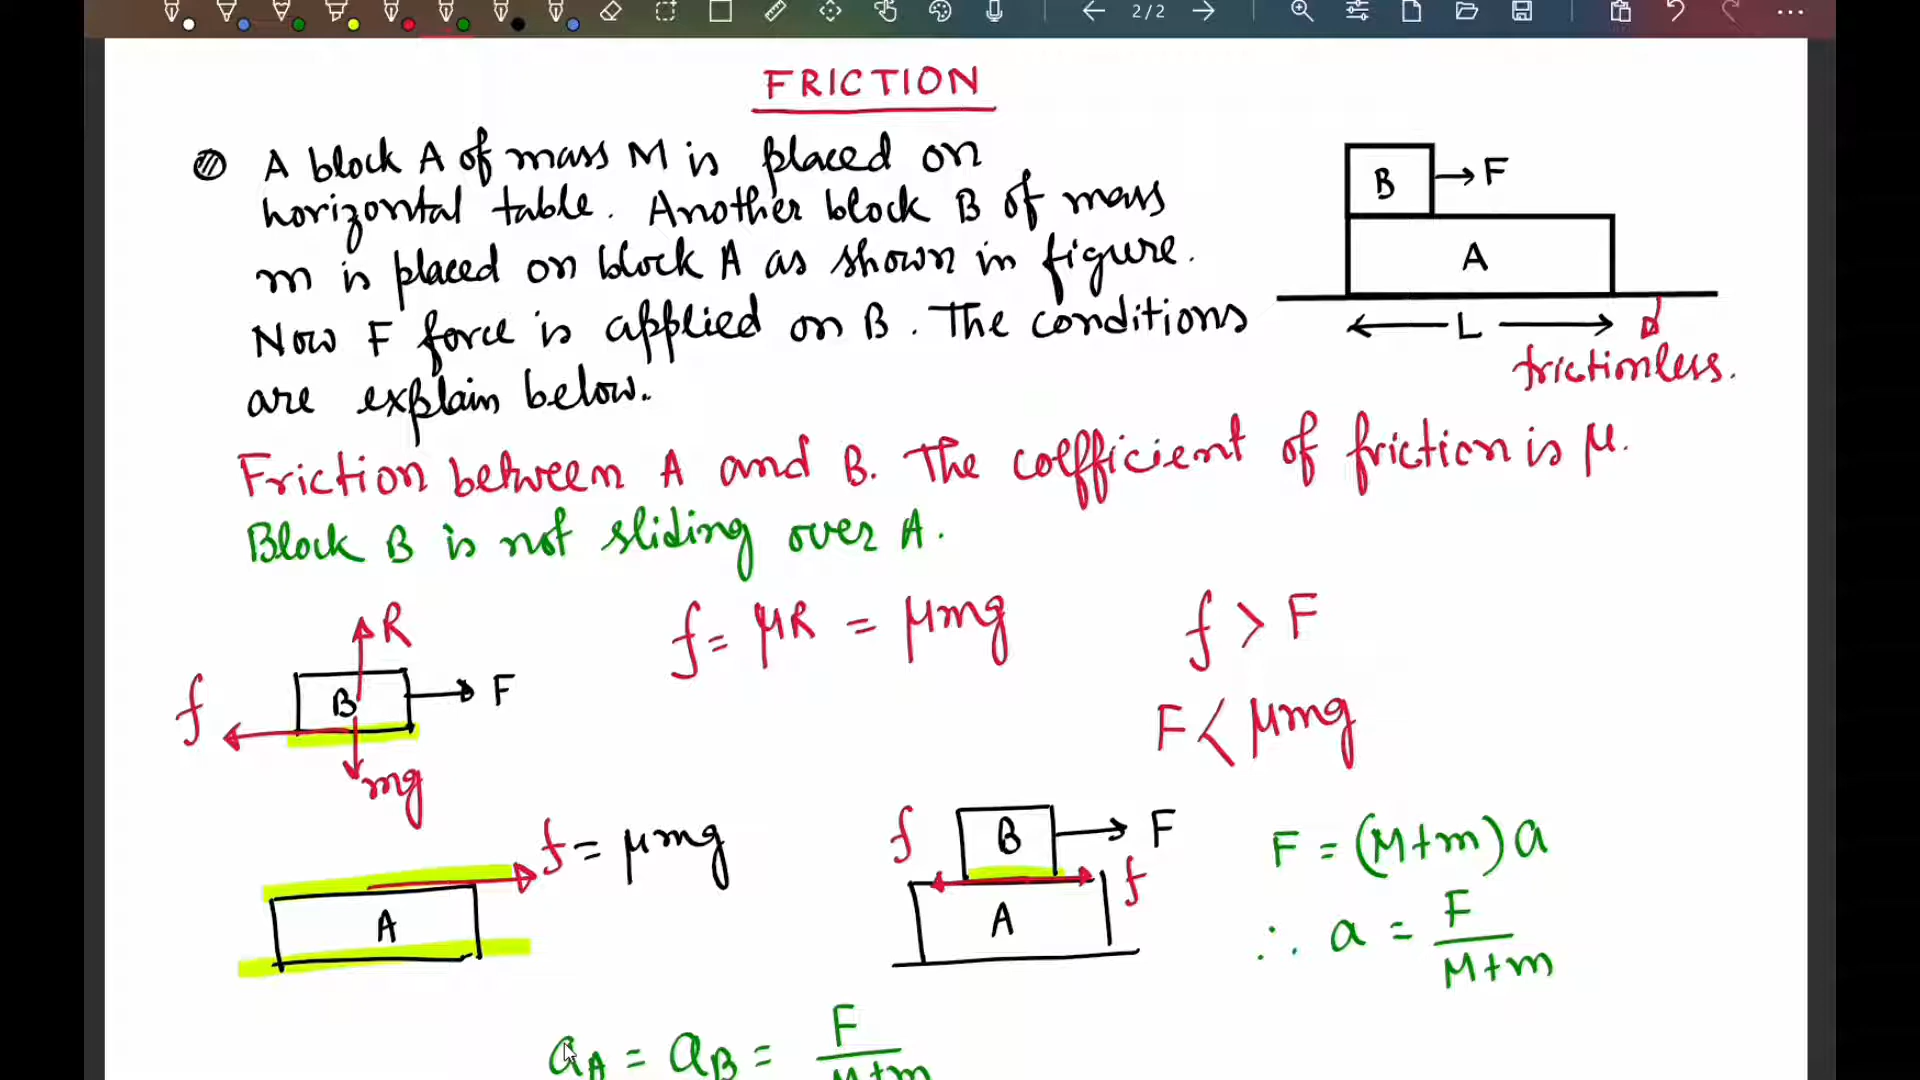 2/2
FRICTION
A block A of mass M is placed on
horizontal table. Another block B of mass
m is placed on block A as shown in figure.
Now F force is applied on B. The conditions
are explain below.
B → F
A
L
frictionless.
Friction between A and B. The coefficient of friction is μ.
Block B is not sliding over A.
R
f = μR = μmg
f > F
f B → F
F < μmg
mg
f = μmg
A
f B → F
A f
F = (M+m)a
∴ a = F/M+m
a_A = a_B = F/M+m